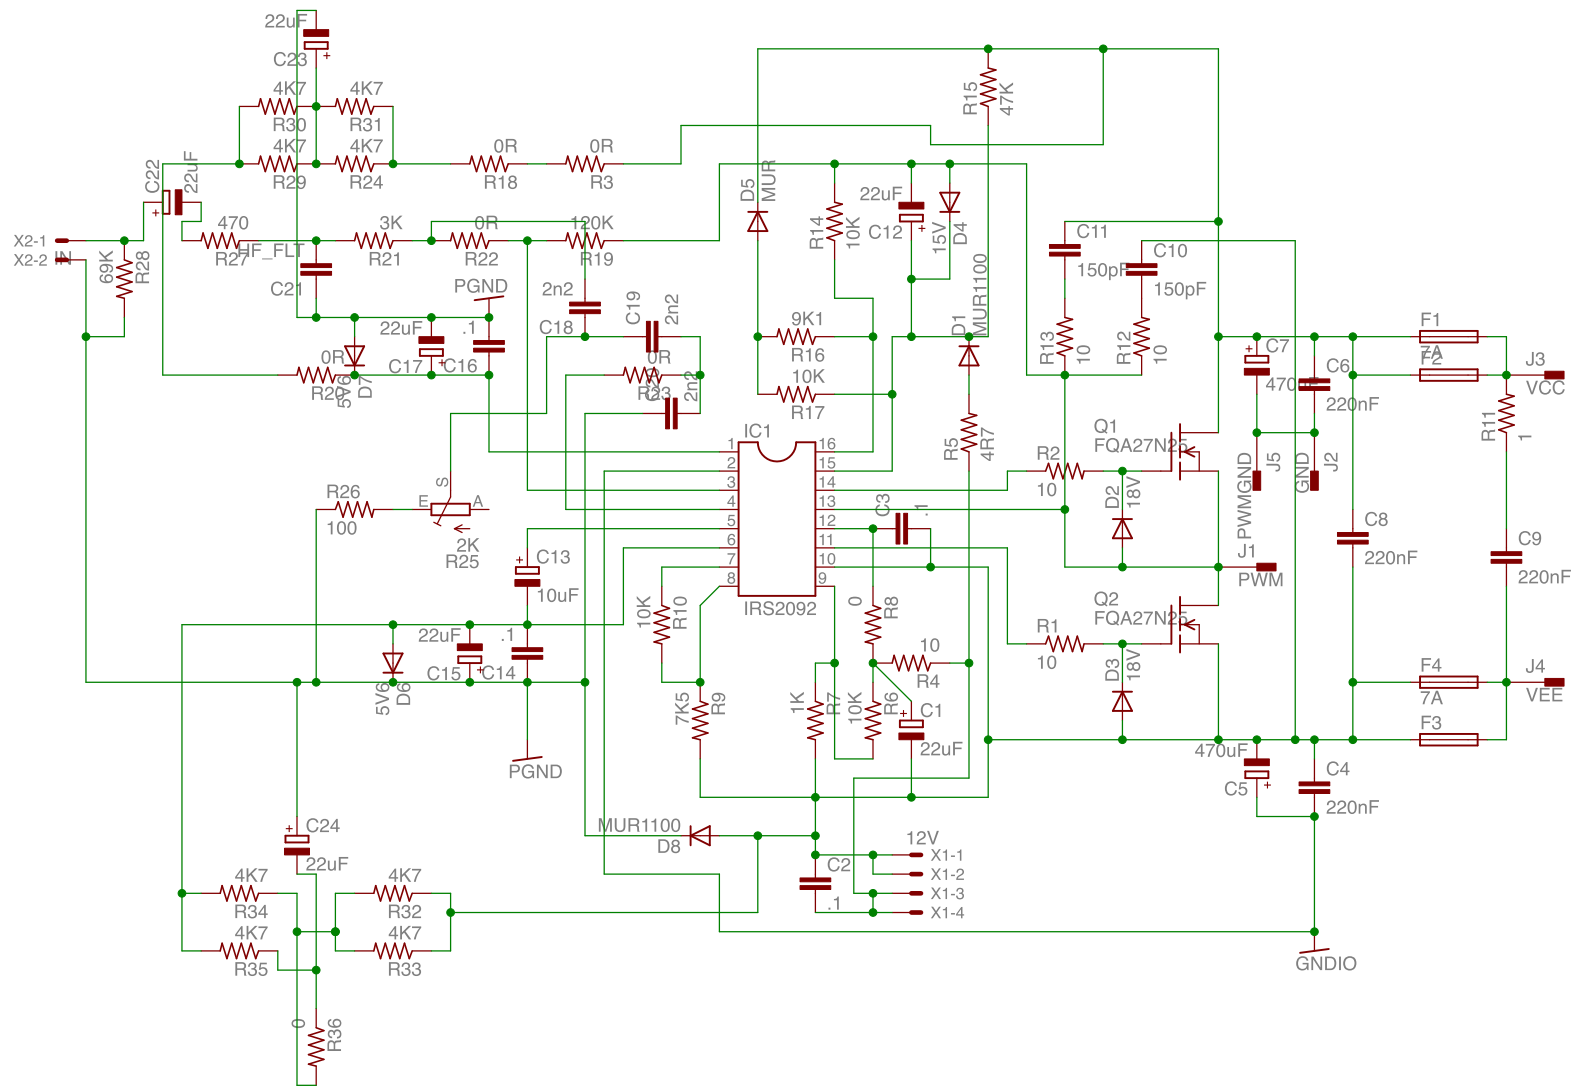 22uF
C23
4K7
4K7
R30
R31
4K7
4K7
R29
R24
0R
R18
0R
R3
R15
47K
C22
22uF
X2-1
X2-2
IN
69K
R28
470
R27
HF_FLT
C21
3K
R21
0R
R22
120K
R19
PGND
2n2
C18
C19
2n2
22uF
C17
.1
C16
0R
R20
5V6
D7
0R
R23
2n2
D5
MUR
R14
10K
22uF
C12
15V
D4
D1
MUR1100
9K1
R16
10K
R17
R5
4R7
C11
150pF
C10
150pF
R13
10
R12
10
C7
C6
220nF
F1
7A
F2
J3
VCC
R11
1
Q1
FQA27N25
R2
10
D2
18V
PWMGND
J5
GND
J2
C8
220nF
C9
220nF
J1
PWM
Q2
FQA27N25
R1
10
D3
18V
F4
7A
F3
J4
VEE
IC1
1
2
3
4
5
6
7
8
16
15
14
13
12
11
10
9
IRS2092
C3
.1
R26
100
E
S
A
2K
R25
C13
10uF
10K
R10
0
R8
10
R4
22uF
C15
.1
C14
5V6
D6
7K5
R9
1K
R7
10K
R6
C1
22uF
PGND
470uF
C5
C4
220nF
C24
22uF
MUR1100
D8
12V
X1-1
X1-2
X1-3
X1-4
C2
.1
4K7
R34
4K7
R32
4K7
R35
4K7
R33
GNDIO
0
R36